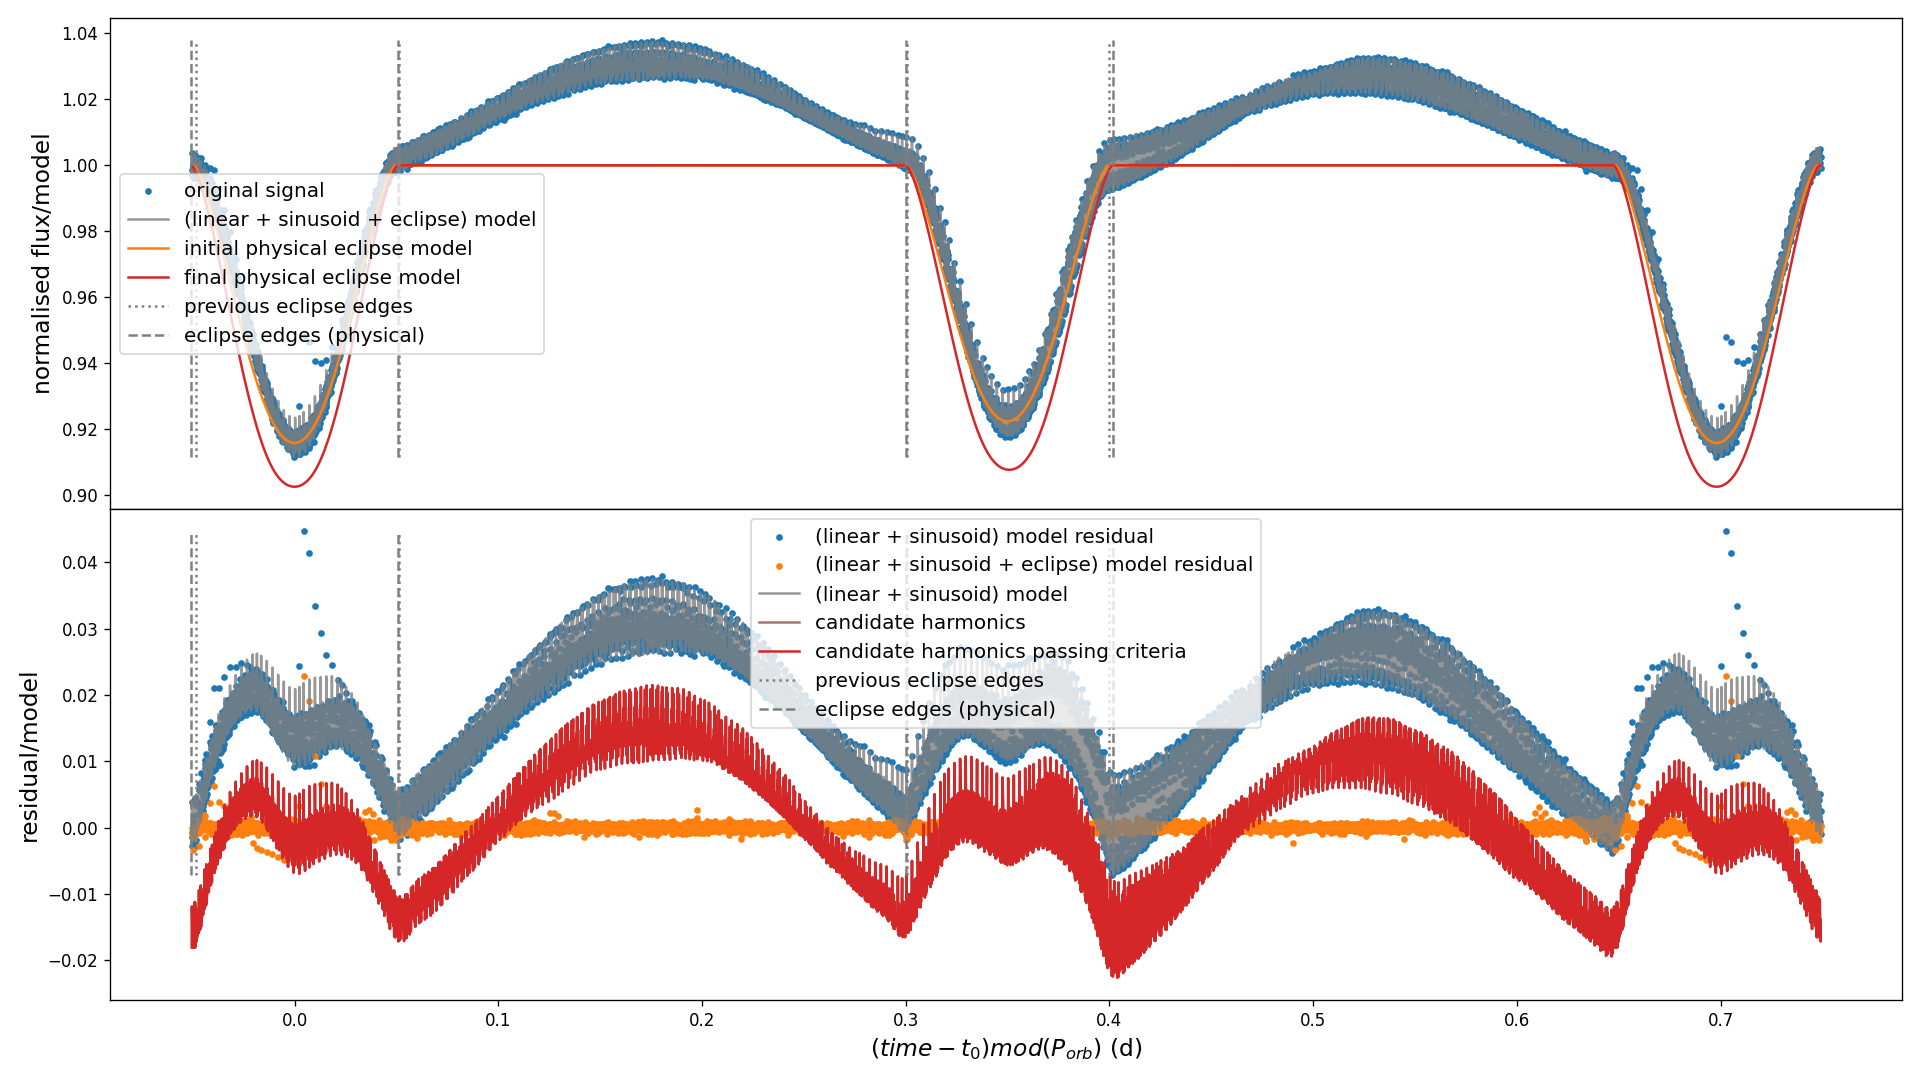 1.04
1.02
1.00
0.98
0.96
0.94
0.92
0.90
normalised flux/model
original signal
(linear + sinusoid + eclipse) model
initial physical eclipse model
final physical eclipse model
previous eclipse edges
eclipse edges (physical)
0.04
0.03
0.02
0.01
0.00
−0.01
−0.02
residual/model
(linear + sinusoid) model residual
(linear + sinusoid + eclipse) model residual
(linear + sinusoid) model
candidate harmonics
candidate harmonics passing criteria
previous eclipse edges
eclipse edges (physical)
0.0 0.1 0.2 0.3 0.4 0.5 0.6 0.7
(time − t₀)mod(P_orb) (d)